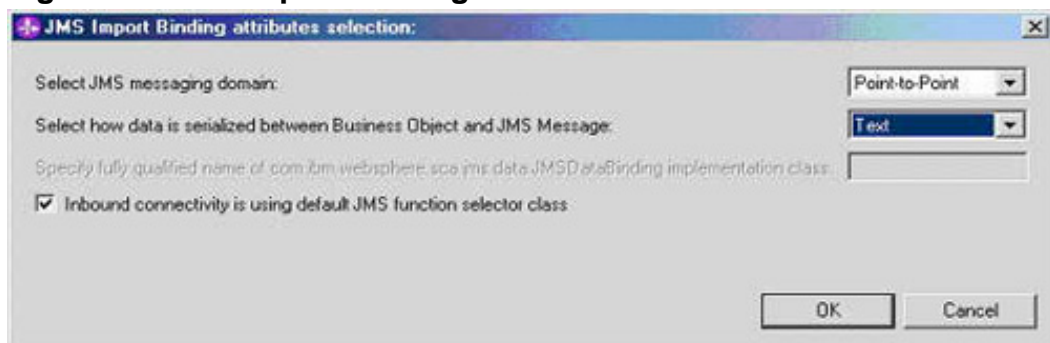 JMS Import Binding attributes selection:
Select JMS messaging domain:
Point-to-Point
Select how data is serialized between Business Object and JMS Message:
Text
Specify fully qualified name of com.ibm.websphere.sca.jms.data.JMSDataBinding implementation class:
Inbound connectivity is using default JMS function selector class
OK
Cancel